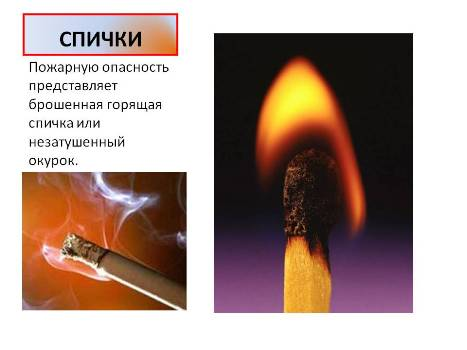 СПИЧКИ
Пожарную опасность
представляет
брошенная горящая
спичка или
незатушенный
окурок.